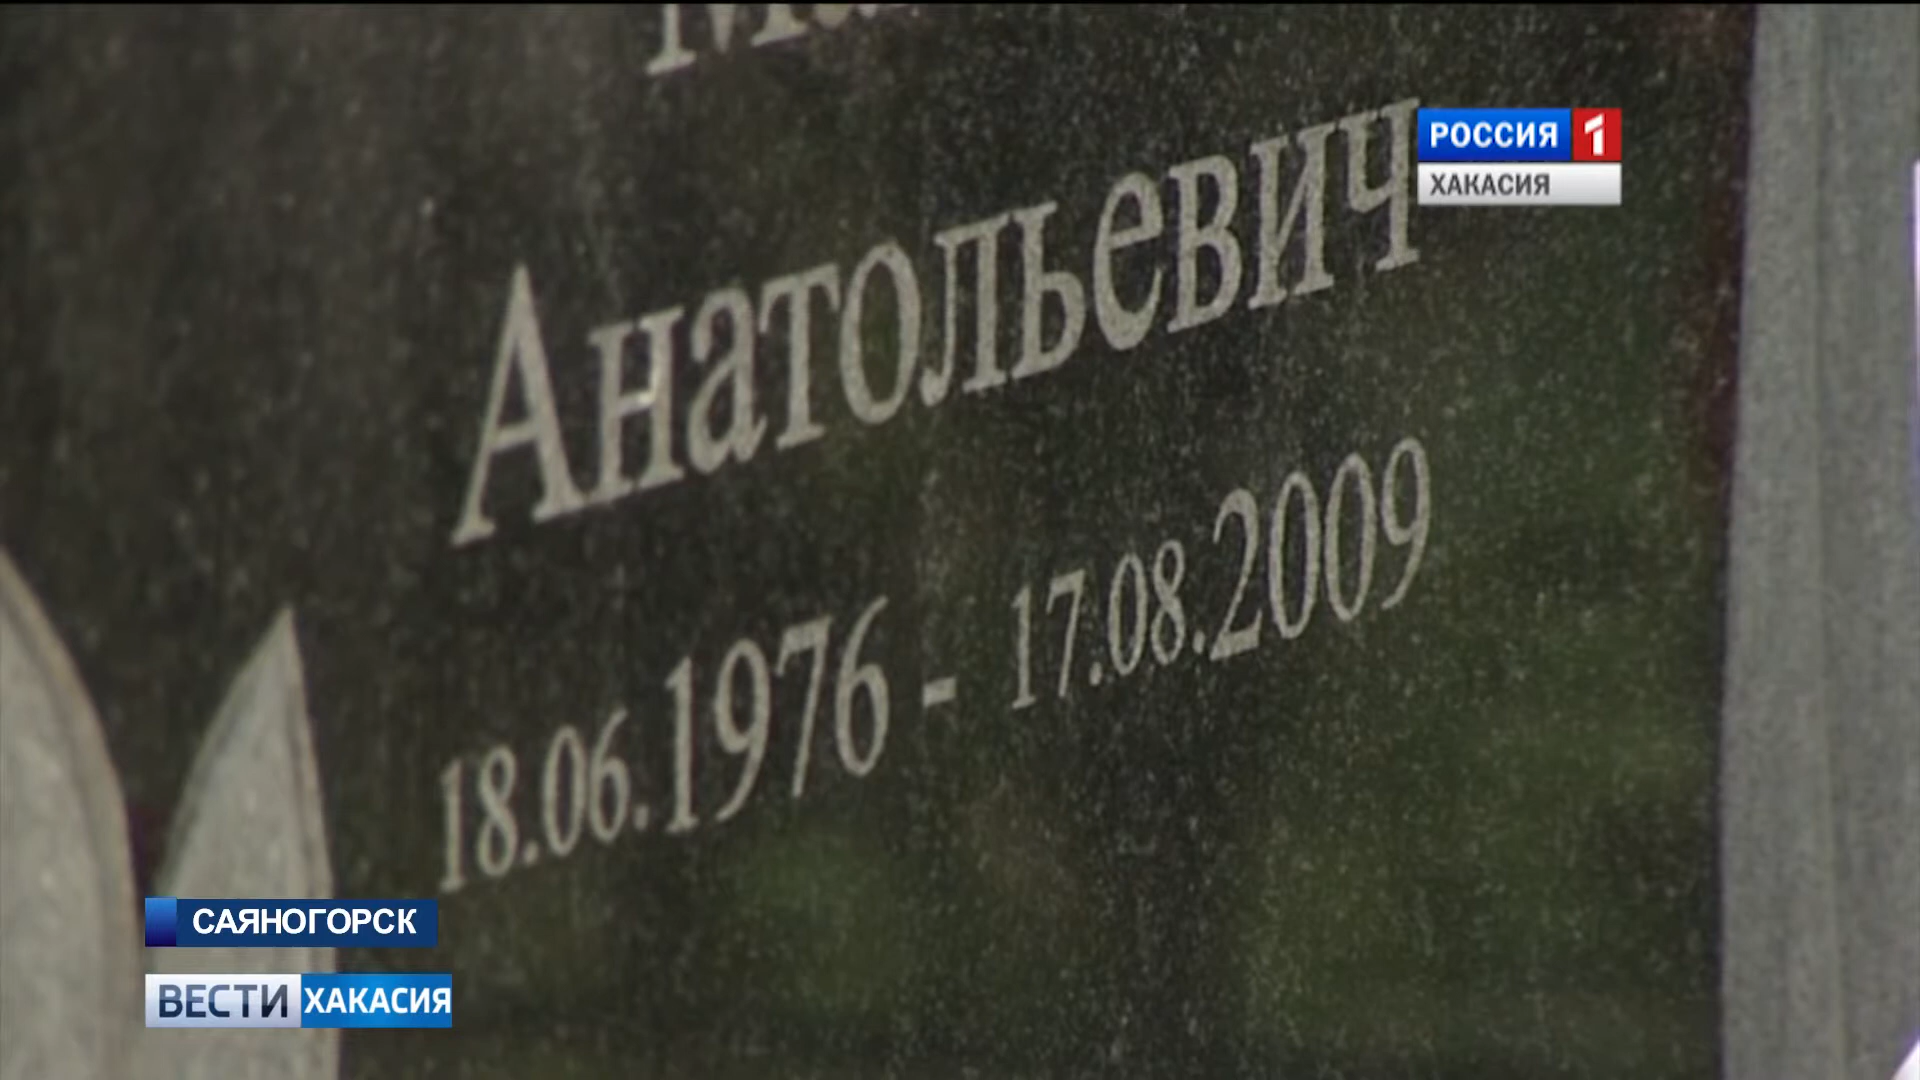 РОССИЯ 1
ХАКАСИЯ
Анатольевич
18.06.1976 - 17.08.2009
САЯНОГОРСК
ВЕСТИ ХАКАСИЯ